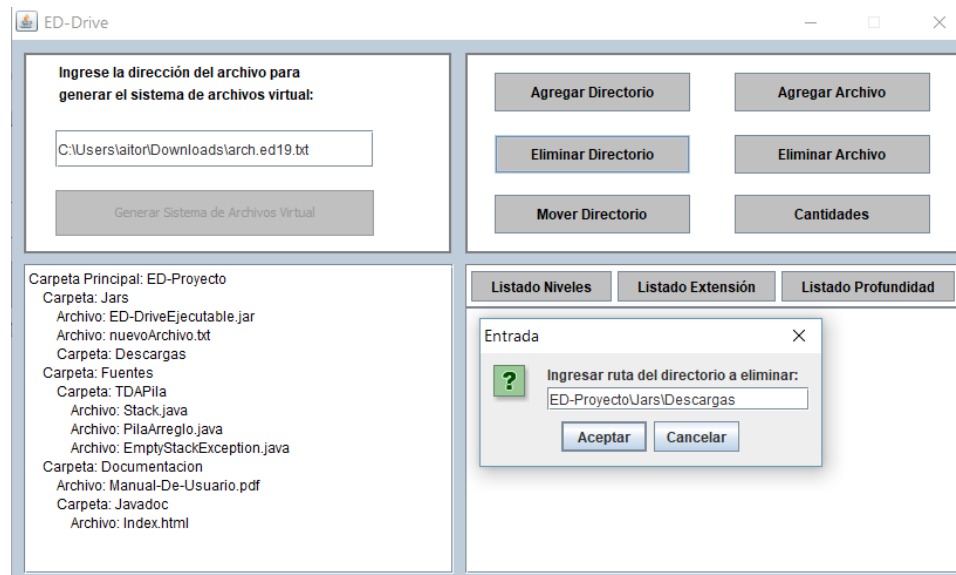 ED-Drive
Ingrese la dirección del archivo para
generar el sistema de archivos virtual:
C:\Users\aitor\Downloads\arch.ed19.txt
Generar Sistema de Archivos Virtual
Agregar Directorio
Agregar Archivo
Eliminar Directorio
Eliminar Archivo
Mover Directorio
Cantidades
Carpeta Principal: ED-Proyecto
Carpeta: Jars
Archivo: ED-DriveEjecutable.jar
Archivo: nuevoArchivo.txt
Carpeta: Descargas
Carpeta: Fuentes
Carpeta: TDAPila
Archivo: Stack.java
Archivo: PilaArreglo.java
Archivo: EmptyStackException.java
Carpeta: Documentacion
Archivo: Manual-De-Usuario.pdf
Carpeta: Javadoc
Archivo: Index.html
Listado Niveles
Listado Extensión
Listado Profundidad
Entrada
Ingresar ruta del directorio a eliminar:
ED-Proyecto\Jars\Descargas
Aceptar
Cancelar